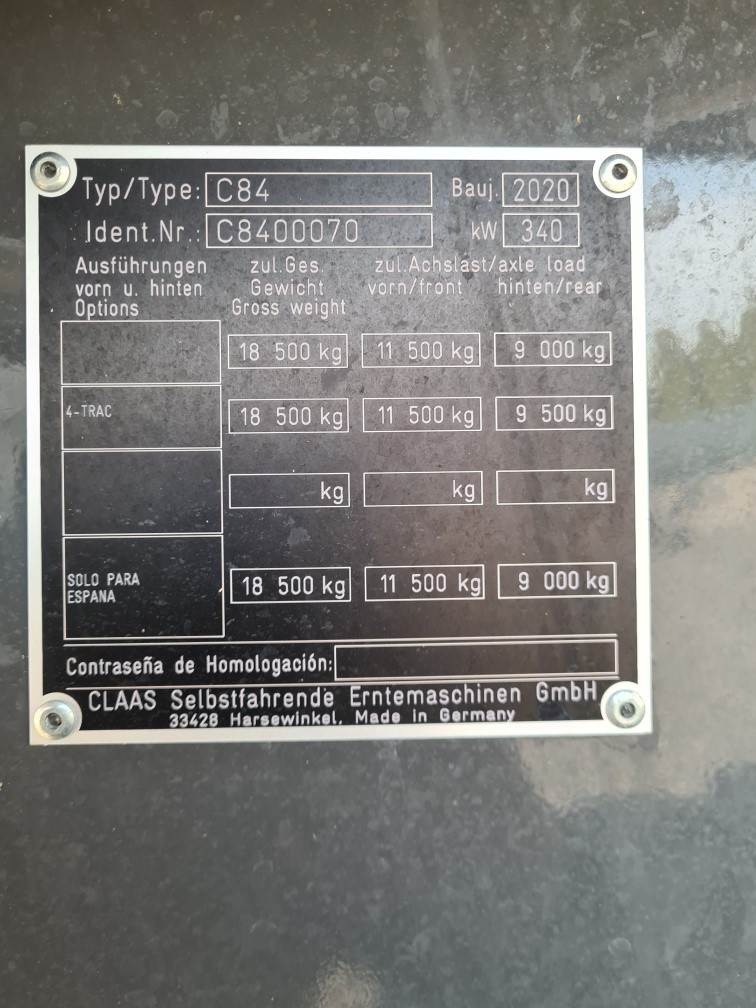 Typ/Type: C84 Bauj. 2020
Ident.Nr.: C8400070 kW 340
Ausführungen zul.Ges. zul.Achslast/axle load
vorn u. hinten Gewicht vorn/front hinten/rear
Options Gross weight
18 500 kg 11 500 kg 9 000 kg
4-TRAC 18 500 kg 11 500 kg 9 500 kg
kg kg kg
SOLO PARA
ESPANA 18 500 kg 11 500 kg 9 000 kg
Contraseña de Homologación:
CLAAS Selbstfahrende Erntemaschinen GmbH
33428 Harsewinkel, Made in Germany